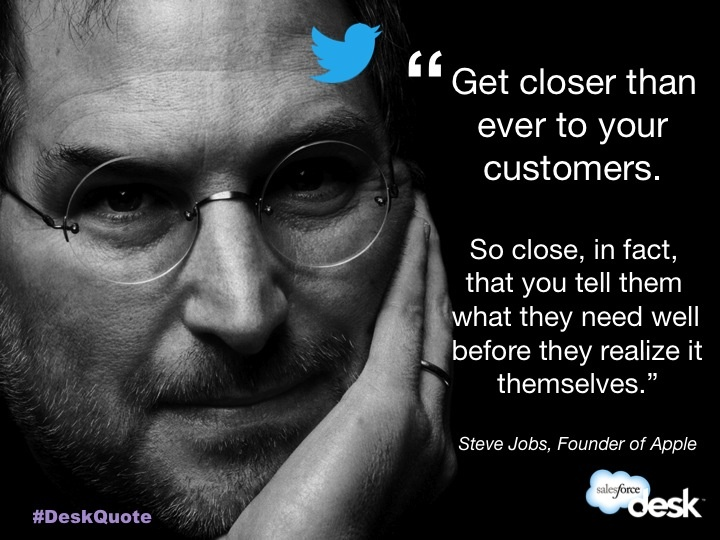 “ Get closer than
ever to your
customers.
So close, in fact,
that you tell them
what they need well
before they realize it
themselves.”
Steve Jobs, Founder of Apple
salesforce
desk™
#DeskQuote